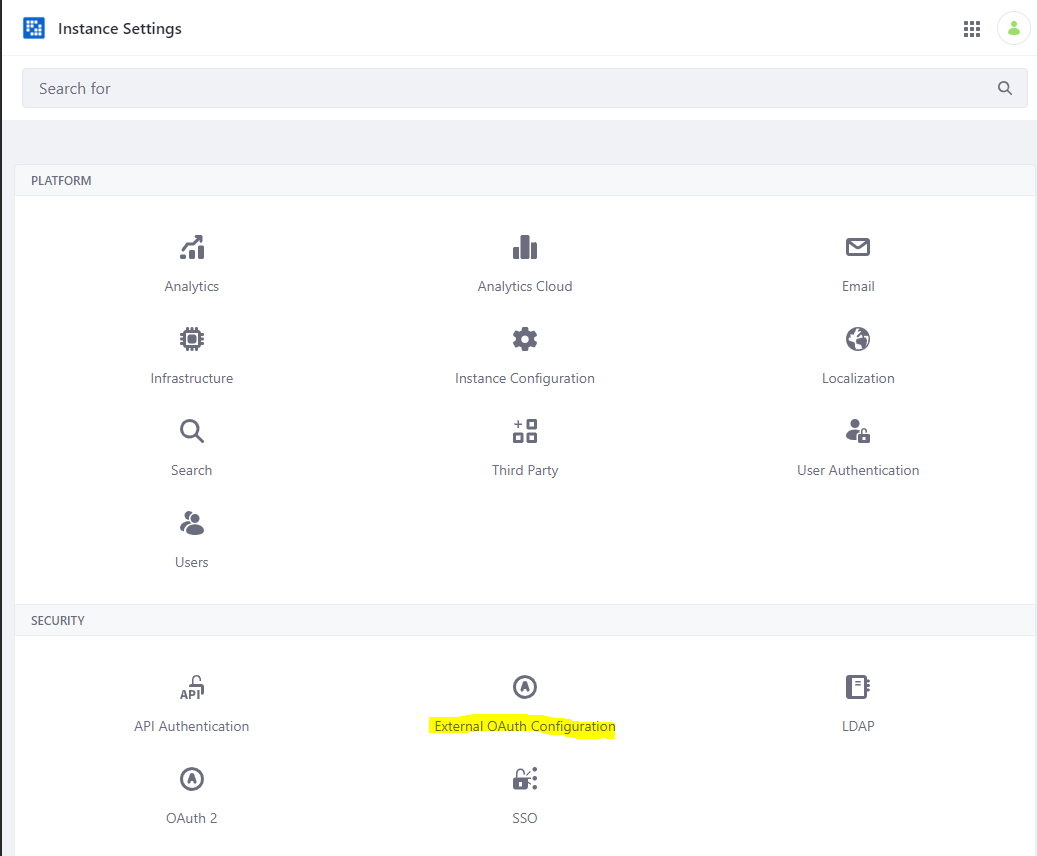 Instance Settings
Search for
PLATFORM
Analytics
Analytics Cloud
Email
Infrastructure
Instance Configuration
Localization
Search
Third Party
User Authentication
Users
SECURITY
API
API Authentication
External OAuth Configuration
LDAP
OAuth 2
SSO